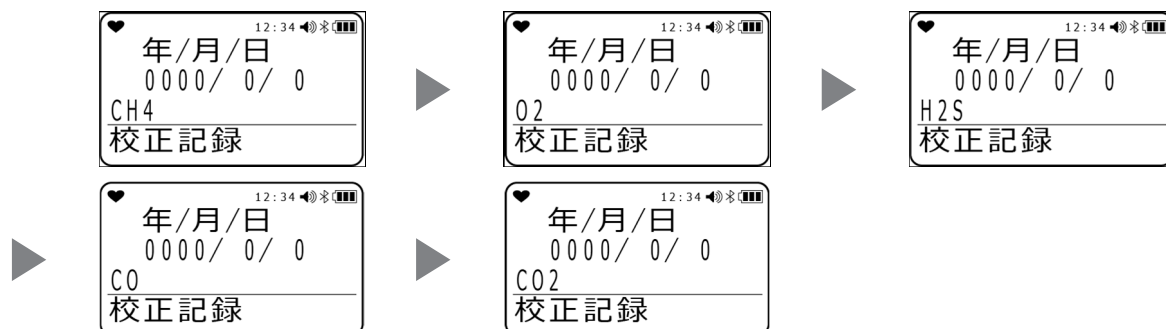 12:34
年/月/日
0000/ 0/ 0
CH4
校正記録
12:34
年/月/日
0000/ 0/ 0
O2
校正記録
12:34
年/月/日
0000/ 0/ 0
H2S
校正記録
12:34
年/月/日
0000/ 0/ 0
CO
校正記録
12:34
年/月/日
0000/ 0/ 0
CO2
校正記録